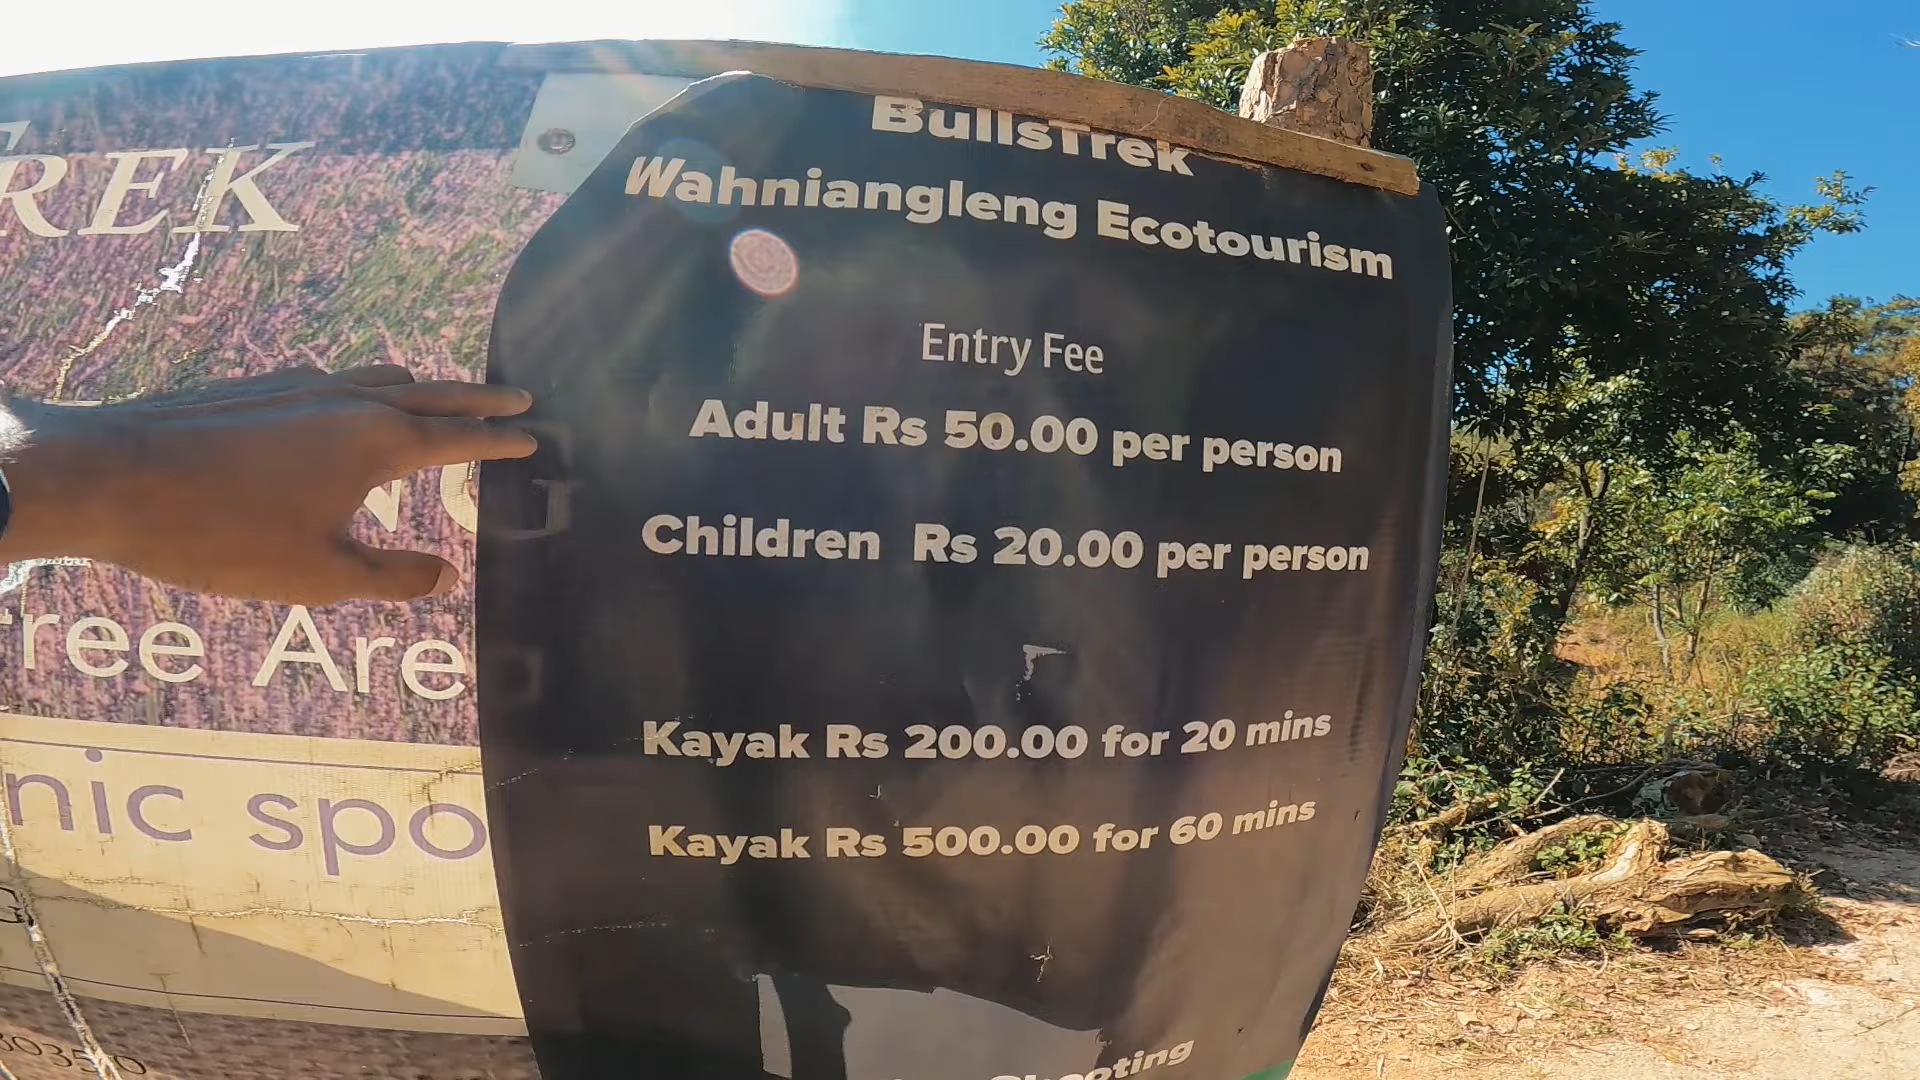 REK
ree Are
nic spo
BullsTrek
Wahniangleng Ecotourism
Entry Fee
Adult Rs 50.00 per person
Children Rs 20.00 per person
Kayak Rs 200.00 for 20 mins
Kayak Rs 500.00 for 60 mins